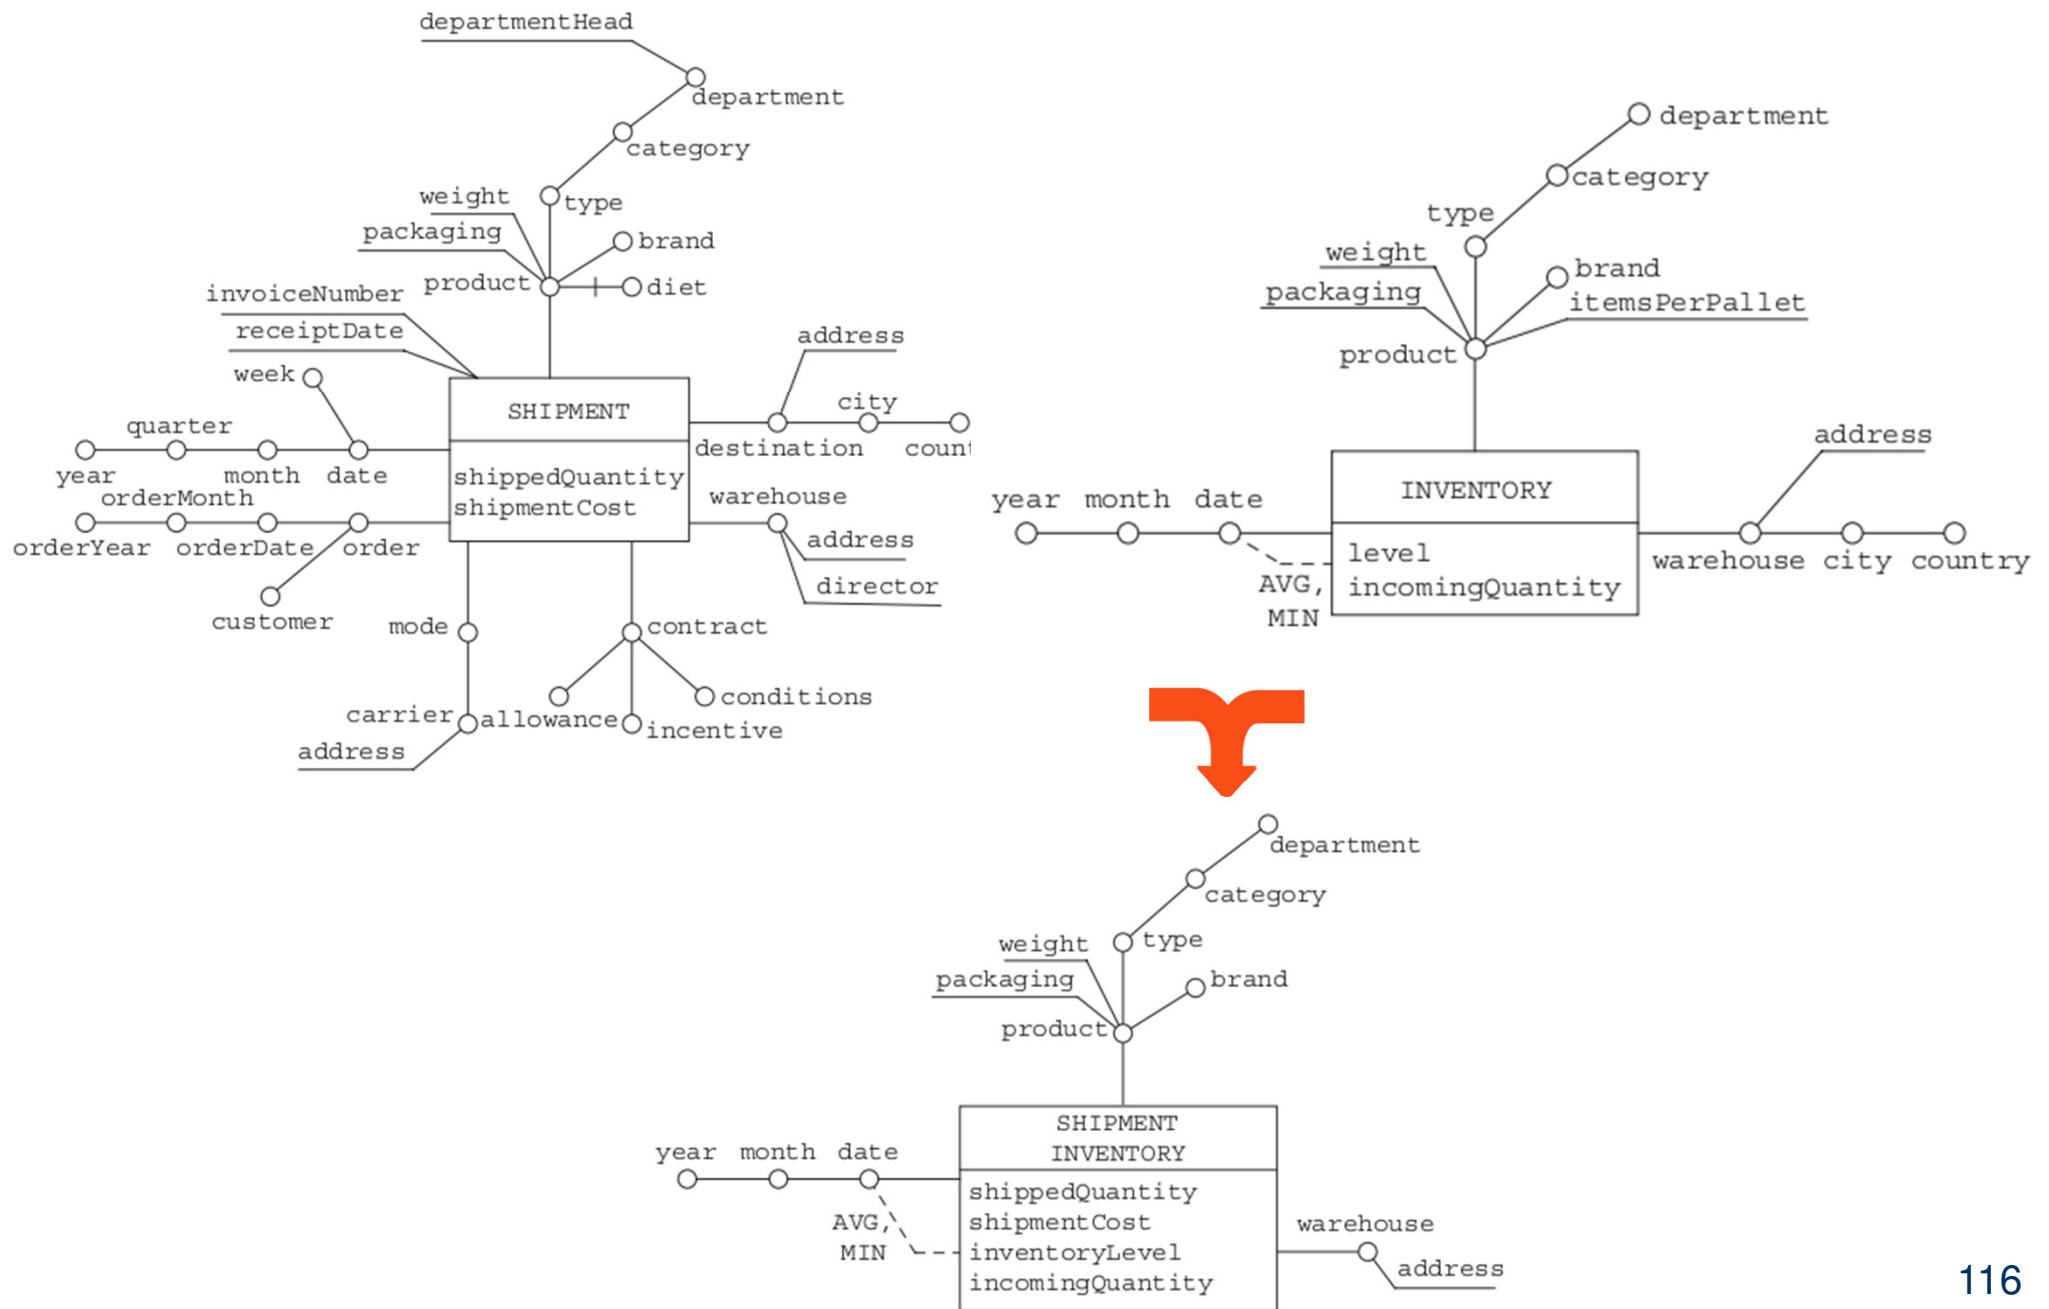 departmentHead
department
category
weight
type
packaging
brand
product
diet
invoiceNumber
receiptDate
address
week
SHIPMENT
city
quarter
destination
coun
year
month
date
shippedQuantity
orderMonth
shipmentCost
warehouse
orderYear
orderDate
order
address
director
customer
mode
contract
conditions
carrier
allowance
incentive
address
department
category
type
weight
brand
packaging
itemsPerPallet
product
address
year month date
INVENTORY
level
warehouse city country
AVG,
incomingQuantity
MIN
department
category
weight
type
packaging
brand
product
SHIPMENT
INVENTORY
year month date
shippedQuantity
AVG,
shipmentCost
warehouse
MIN
inventoryLevel
address
incomingQuantity
116